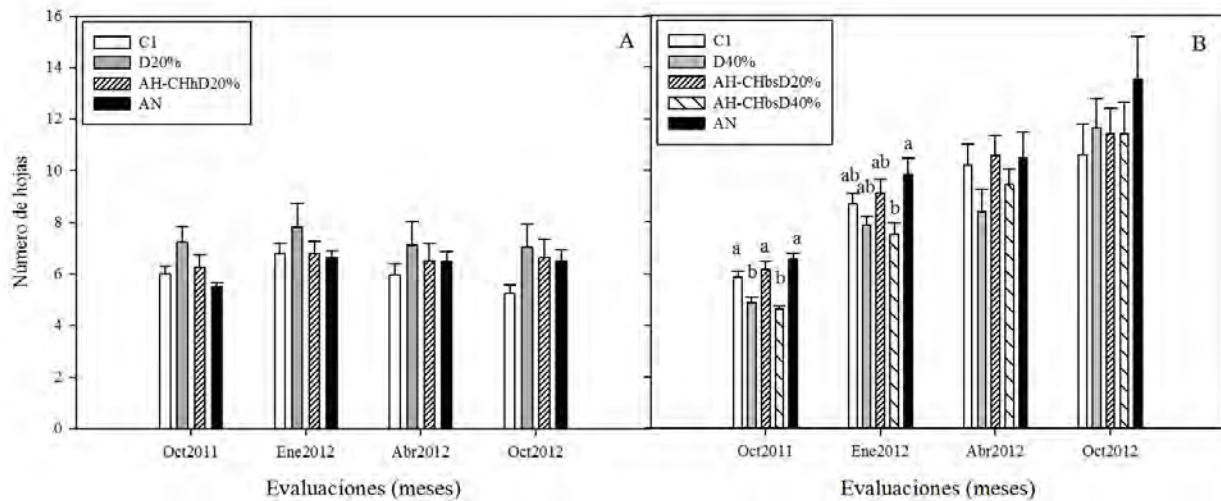 16
14
12
10
8
6
4
2
0
Número de hojas
C1
D20%
AH-CHhD20%
AN
A
Oct2011
Ene2012
Abr2012
Oct2012
Evaluaciones (meses)
C1
D40%
AH-CHbsD20%
AH-CHbsD40%
AN
B
a
b
a
b
a
ab
ab
ab
b
a
Oct2011
Ene2012
Abr2012
Oct2012
Evaluaciones (meses)